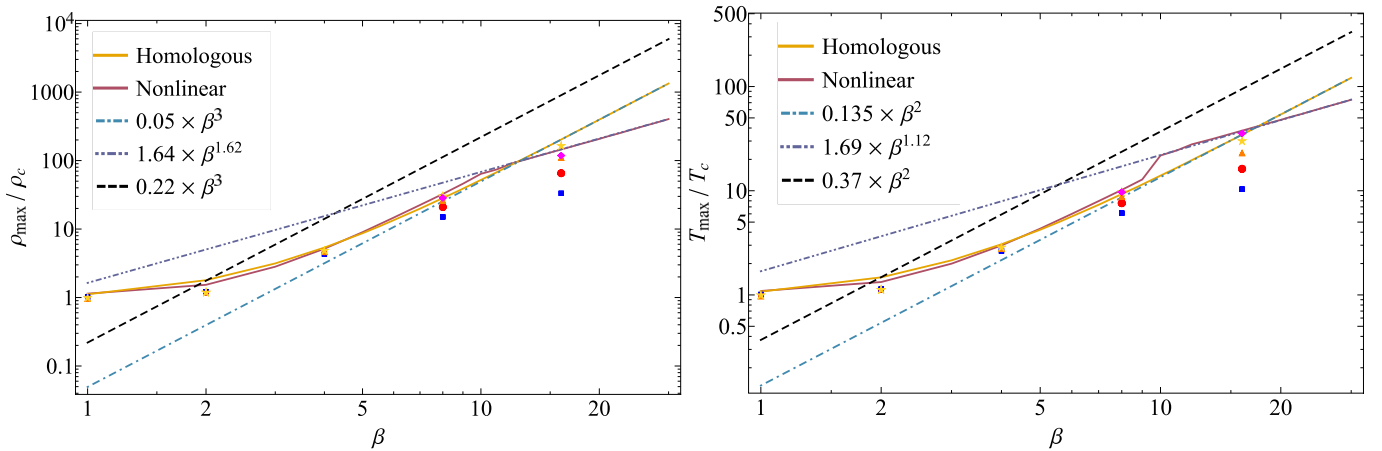 10⁴
1000
100
10
1
0.1
ρmax / ρc
Homologous
Nonlinear
0.05 × β³
1.64 × β^1.62
0.22 × β³
1
2
5
10
20
β
500
100
50
10
5
1
0.5
Tmax / Tc
Homologous
Nonlinear
0.135 × β²
1.69 × β^1.12
0.37 × β²
1
2
5
10
20
β